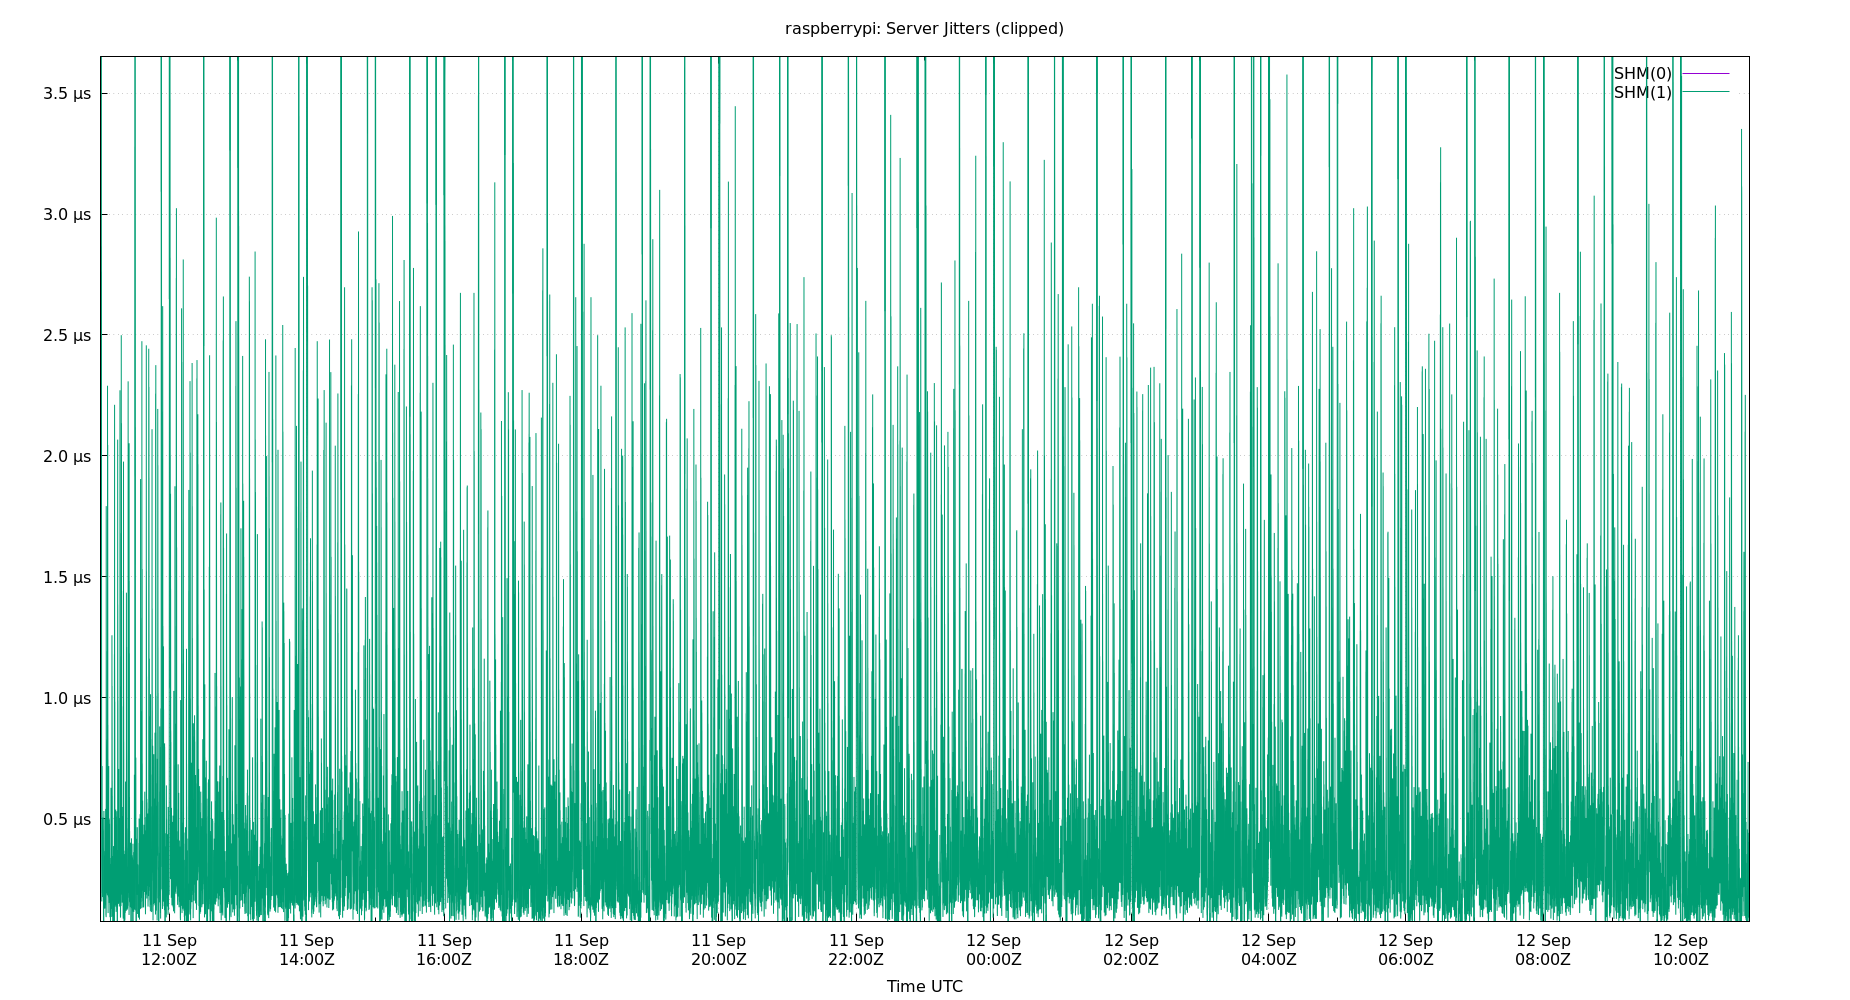 raspberrypi: Server Jitters (clipped)
SHM(0)
SHM(1)
3.5 µs
3.0 µs
2.5 µs
2.0 µs
1.5 µs
1.0 µs
0.5 µs
11 Sep 11 Sep 11 Sep 11 Sep 11 Sep 11 Sep 12 Sep 12 Sep 12 Sep 12 Sep 12 Sep 12 Sep
12:00Z 14:00Z 16:00Z 18:00Z 20:00Z 22:00Z 00:00Z 02:00Z 04:00Z 06:00Z 08:00Z 10:00Z
Time UTC